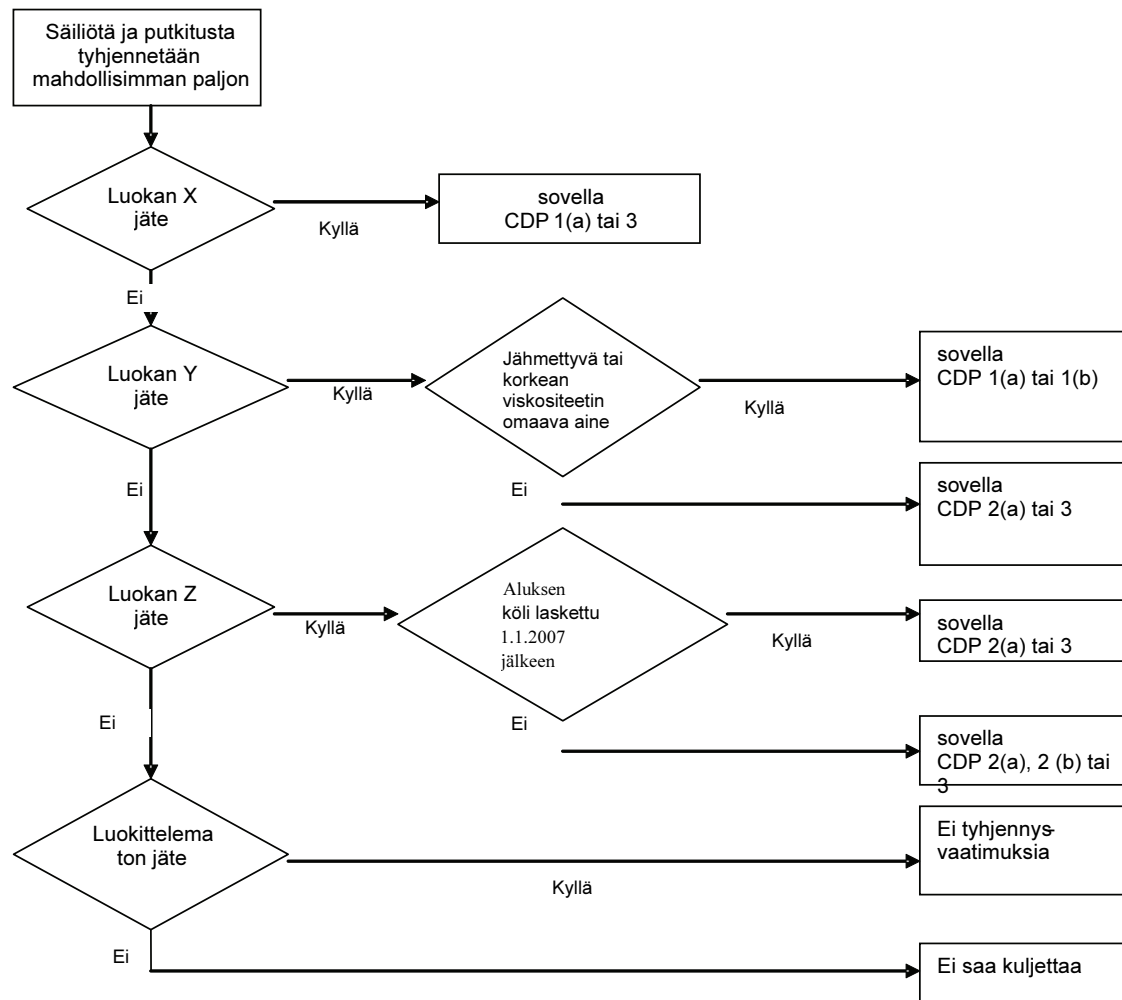 Säiliötä ja putkitusta
tyhjennetään
mahdollisimman paljon
Luokan X
jäte
Kyllä
sovella
CDP 1(a) tai 3
Ei
Luokan Y
jäte
Kyllä
Jähmettyvä tai
korkean
viskositeetin
omaava aine
Kyllä
sovella
CDP 1(a) tai 1(b)
Ei
sovella
CDP 2(a) tai 3
Ei
Luokan Z
jäte
Kyllä
Aluksen
köli laskettu
1.1.2007
jälkeen
Kyllä
sovella
CDP 2(a) tai 3
Ei
sovella
CDP 2(a), 2 (b) tai
3
Ei
Luokittelema
ton jäte
Kyllä
Ei tyhjennys-
vaatimuksia
Ei
Ei saa kuljettaa